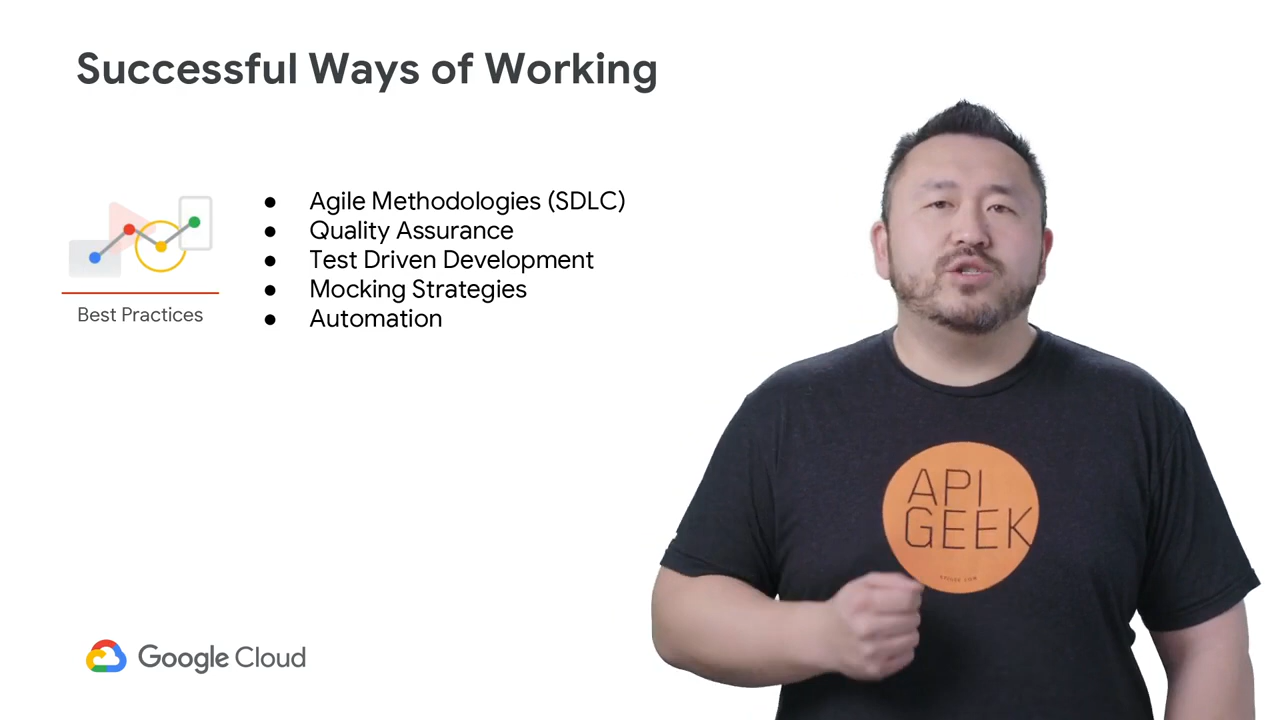 Successful Ways of Working
● Agile Methodologies (SDLC)
● Quality Assurance
● Test Driven Development
● Mocking Strategies
● Automation
Best Practices
API
GEEK
Google Cloud